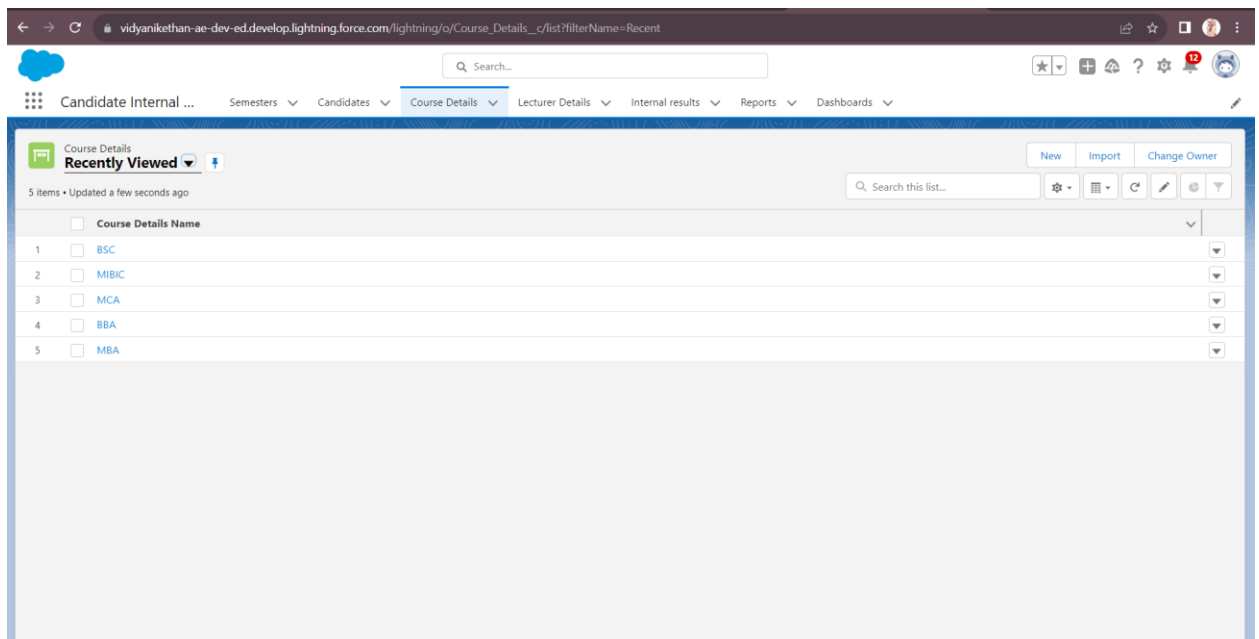 vidyanikethan-ae-dev-ed.develop.lightning.force.com/lightning/o/Course_Details__c/list?filterName=Recent
Search...
12
Candidate Internal ... Semesters Candidates Course Details Lecturer Details Internal results Reports Dashboards
Course Details
Recently Viewed
New Import Change Owner
5 items • Updated a few seconds ago
Search this list...
Course Details Name
1 BSC
2 MIBIC
3 MCA
4 BBA
5 MBA